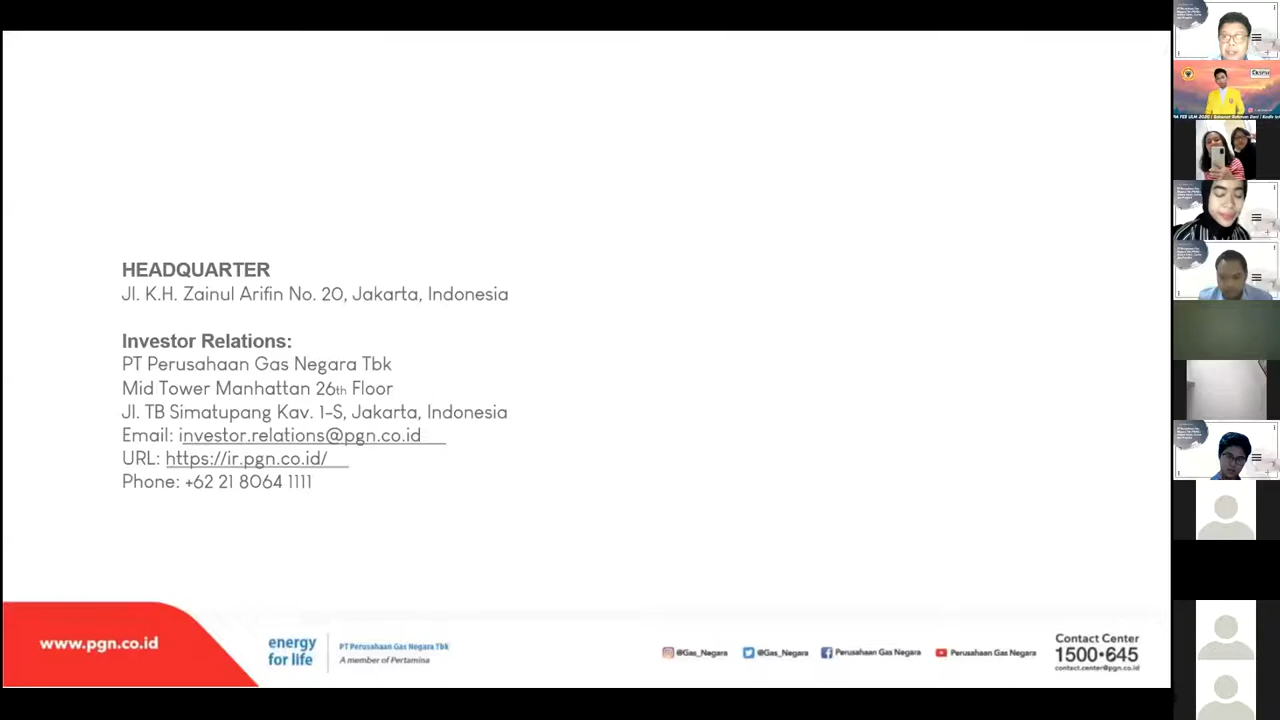 HEADQUARTER
Jl. K.H. Zainul Arifin No. 20, Jakarta, Indonesia
Investor Relations:
PT Perusahaan Gas Negara Tbk
Mid Tower Manhattan 26th Floor
Jl. TB Simatupang Kav. 1-S, Jakarta, Indonesia
Email: investor.relations@pgn.co.id
URL: https://ir.pgn.co.id/
Phone: +62 21 8064 1111
www.pgn.co.id
energy
for life
PT Perusahaan Gas Negara Tbk
A member of Pertamina
@Gas_Negara
@Gas_Negara
Perusahaan Gas Negara
Perusahaan Gas Negara
Contact Center
1500•645
contact.center@pgn.co.id